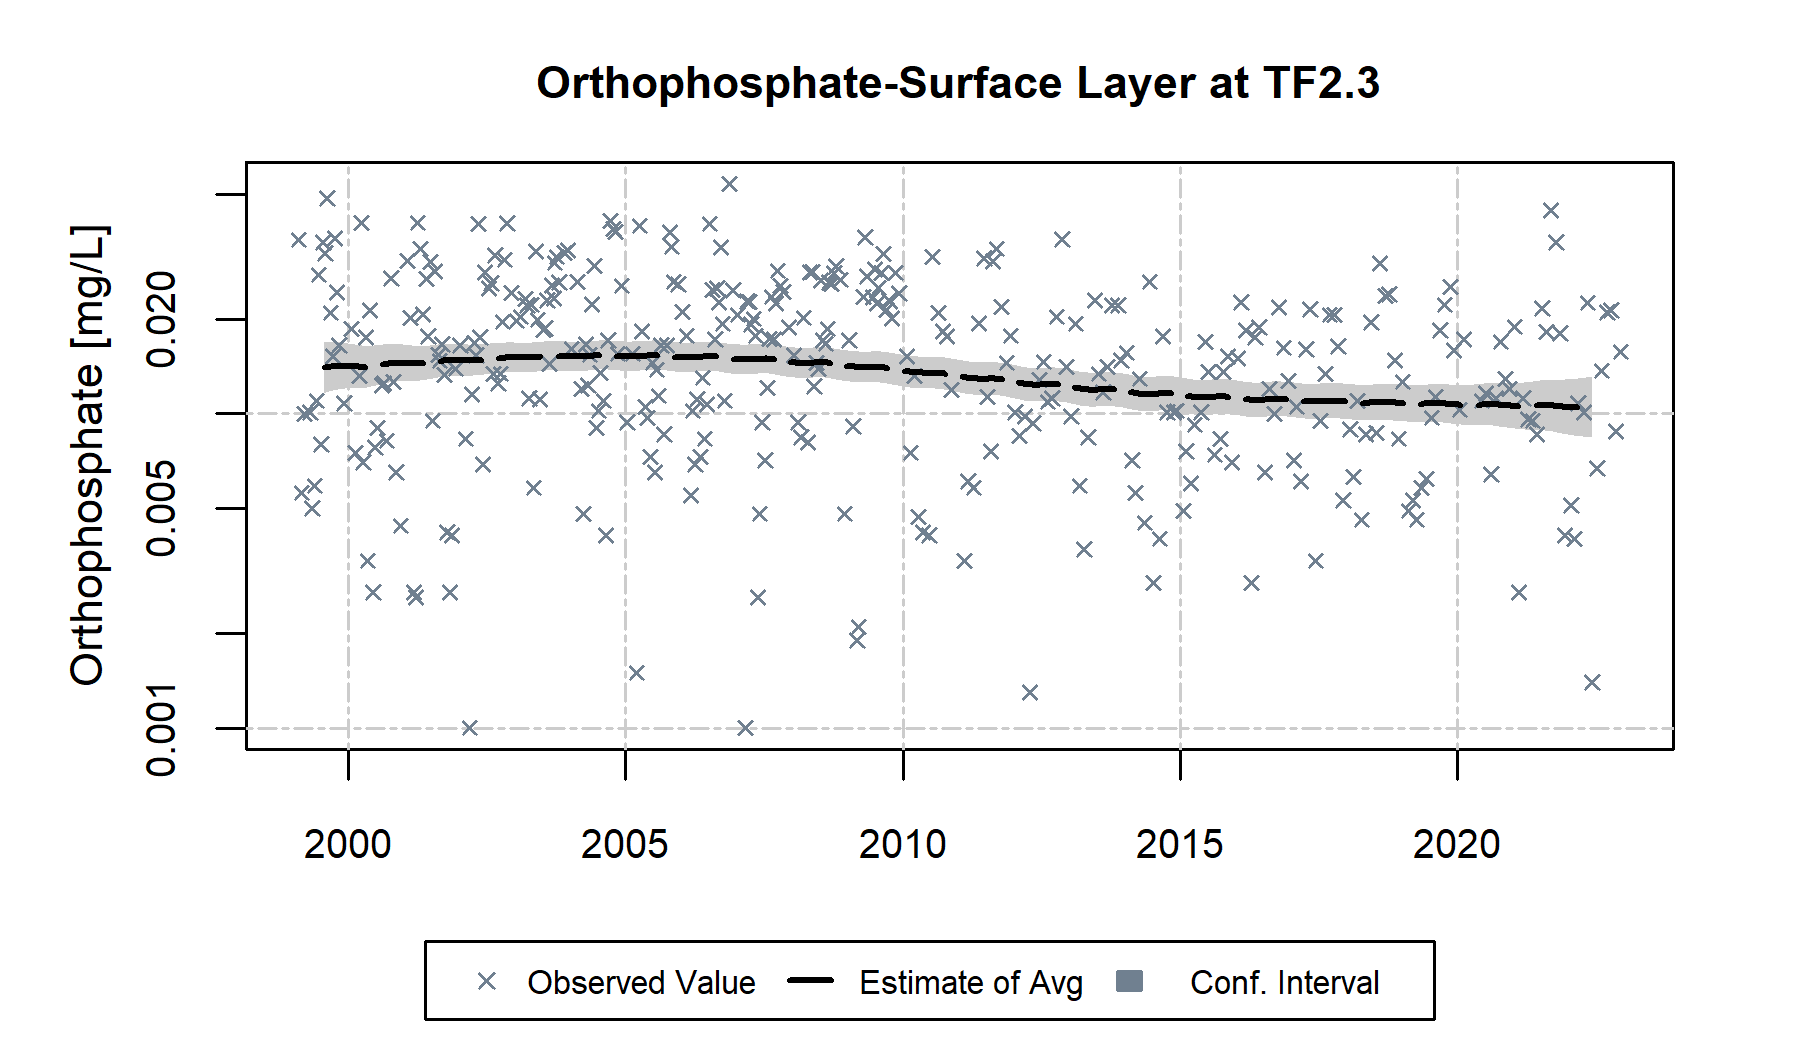 Orthophosphate-Surface Layer at TF2.3
Orthophosphate [mg/L]
0.020
0.005
0.001
2000 2005 2010 2015 2020
Observed Value Estimate of Avg Conf. Interval